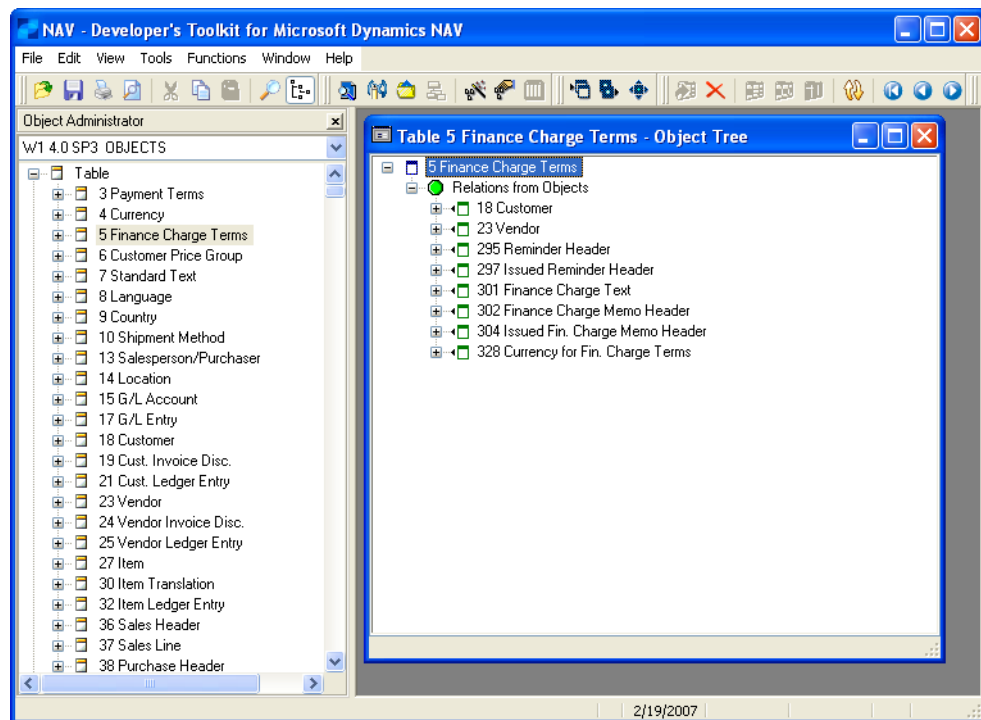 NAV - Developer's Toolkit for Microsoft Dynamics NAV
File Edit View Tools Functions Window Help
Object Administrator
W1 4.0 SP3 OBJECTS
Table
3 Payment Terms
4 Currency
5 Finance Charge Terms
6 Customer Price Group
7 Standard Text
8 Language
9 Country
10 Shipment Method
13 Salesperson/Purchaser
14 Location
15 G/L Account
17 G/L Entry
18 Customer
19 Cust. Invoice Disc.
21 Cust. Ledger Entry
23 Vendor
24 Vendor Invoice Disc.
25 Vendor Ledger Entry
27 Item
30 Item Translation
32 Item Ledger Entry
36 Sales Header
37 Sales Line
38 Purchase Header
Table 5 Finance Charge Terms - Object Tree
5 Finance Charge Terms
Relations from Objects
18 Customer
23 Vendor
295 Reminder Header
297 Issued Reminder Header
301 Finance Charge Text
302 Finance Charge Memo Header
304 Issued Fin. Charge Memo Header
328 Currency for Fin. Charge Terms
2/19/2007